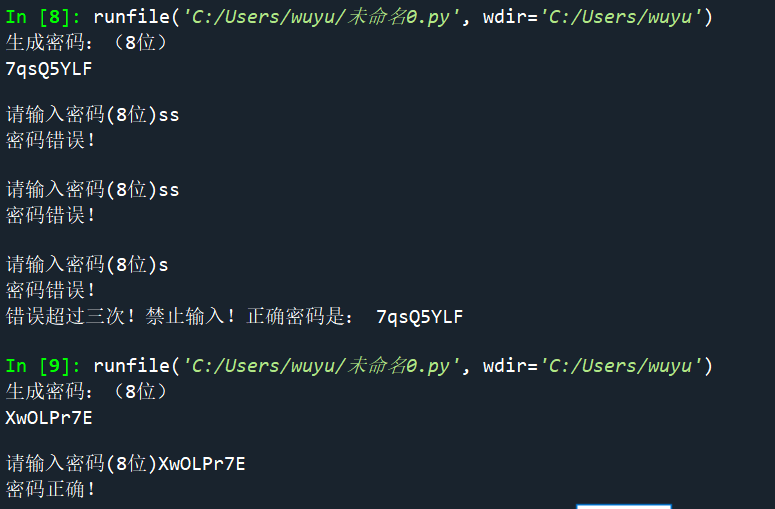 In [8]: runfile('C:/Users/wuyu/未命名0.py', wdir='C:/Users/wuyu')
生成密码：（8位）
7qsQ5YLF
请输入密码(8位)ss
密码错误！
请输入密码(8位)ss
密码错误！
请输入密码(8位)s
密码错误！
错误超过三次！禁止输入！正确密码是： 7qsQ5YLF
In [9]: runfile('C:/Users/wuyu/未命名0.py', wdir='C:/Users/wuyu')
生成密码：（8位）
XwOLPr7E
请输入密码(8位)XwOLPr7E
密码正确！